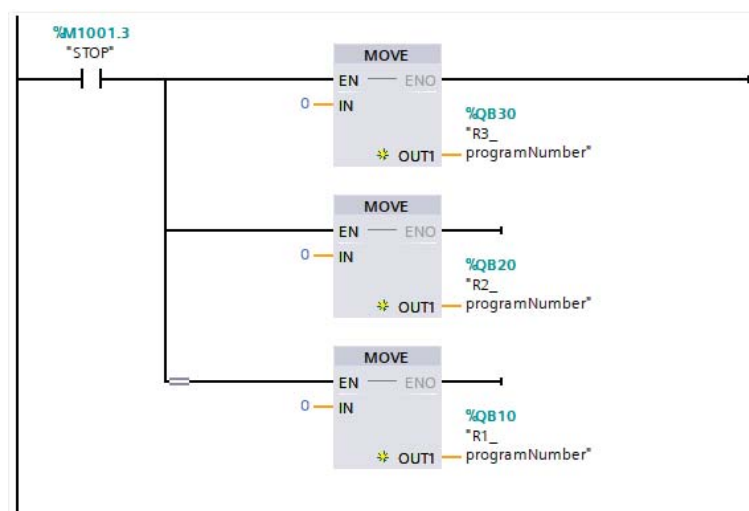 %M1001.3
"STOP"
MOVE
EN
ENO
0
IN
%QB30
"R3_
OUT1
programNumber"
MOVE
EN
ENO
0
IN
%QB20
"R2_
OUT1
programNumber"
MOVE
EN
ENO
0
IN
%QB10
"R1_
OUT1
programNumber"